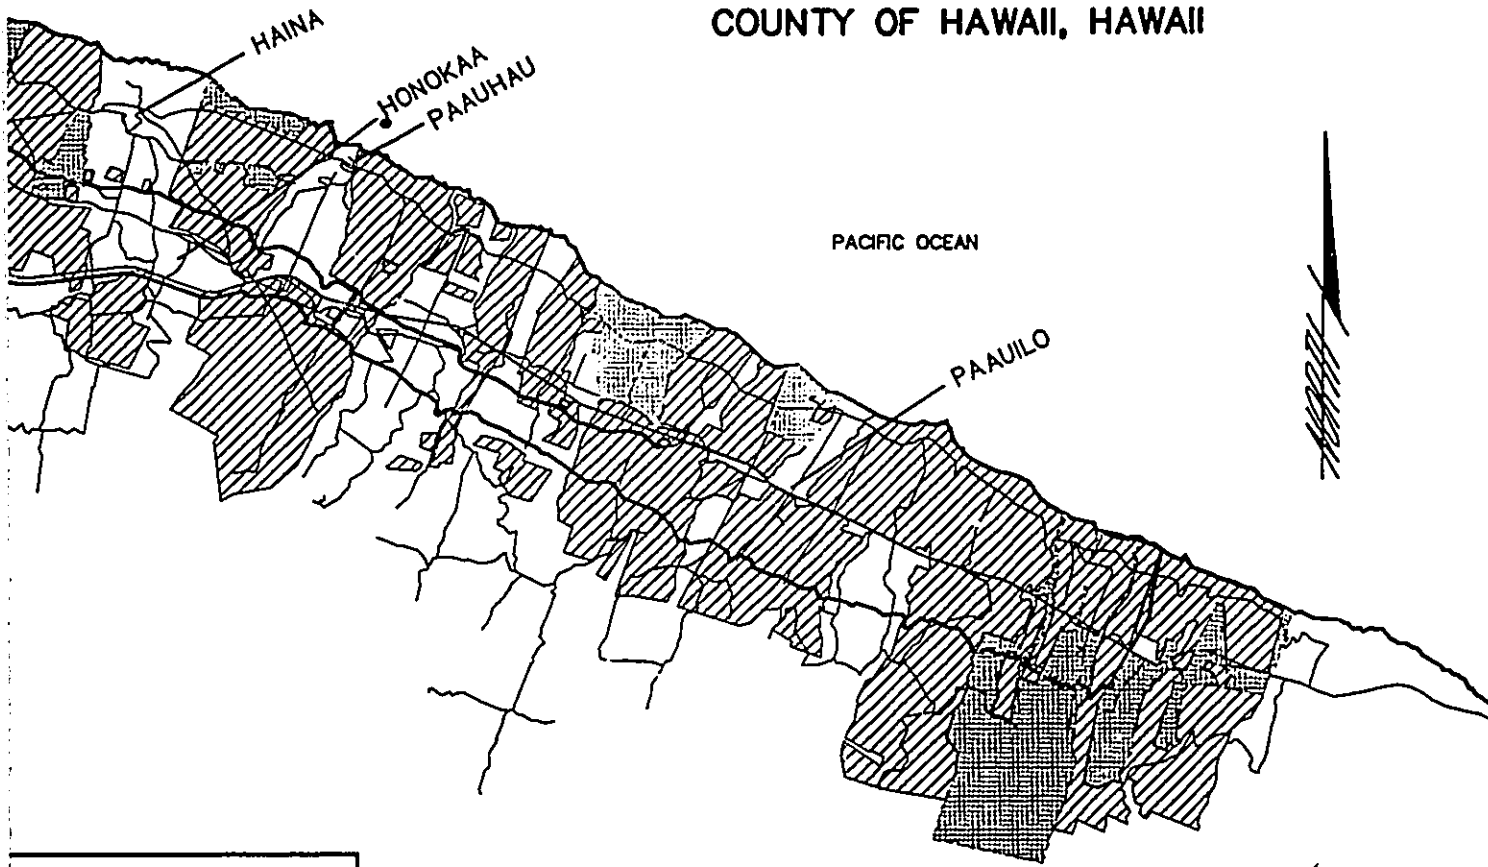 COUNTY OF HAWAII, HAWAII
HAINA
HONOKAA
PAAUHAU
PACIFIC OCEAN
PAAUILO